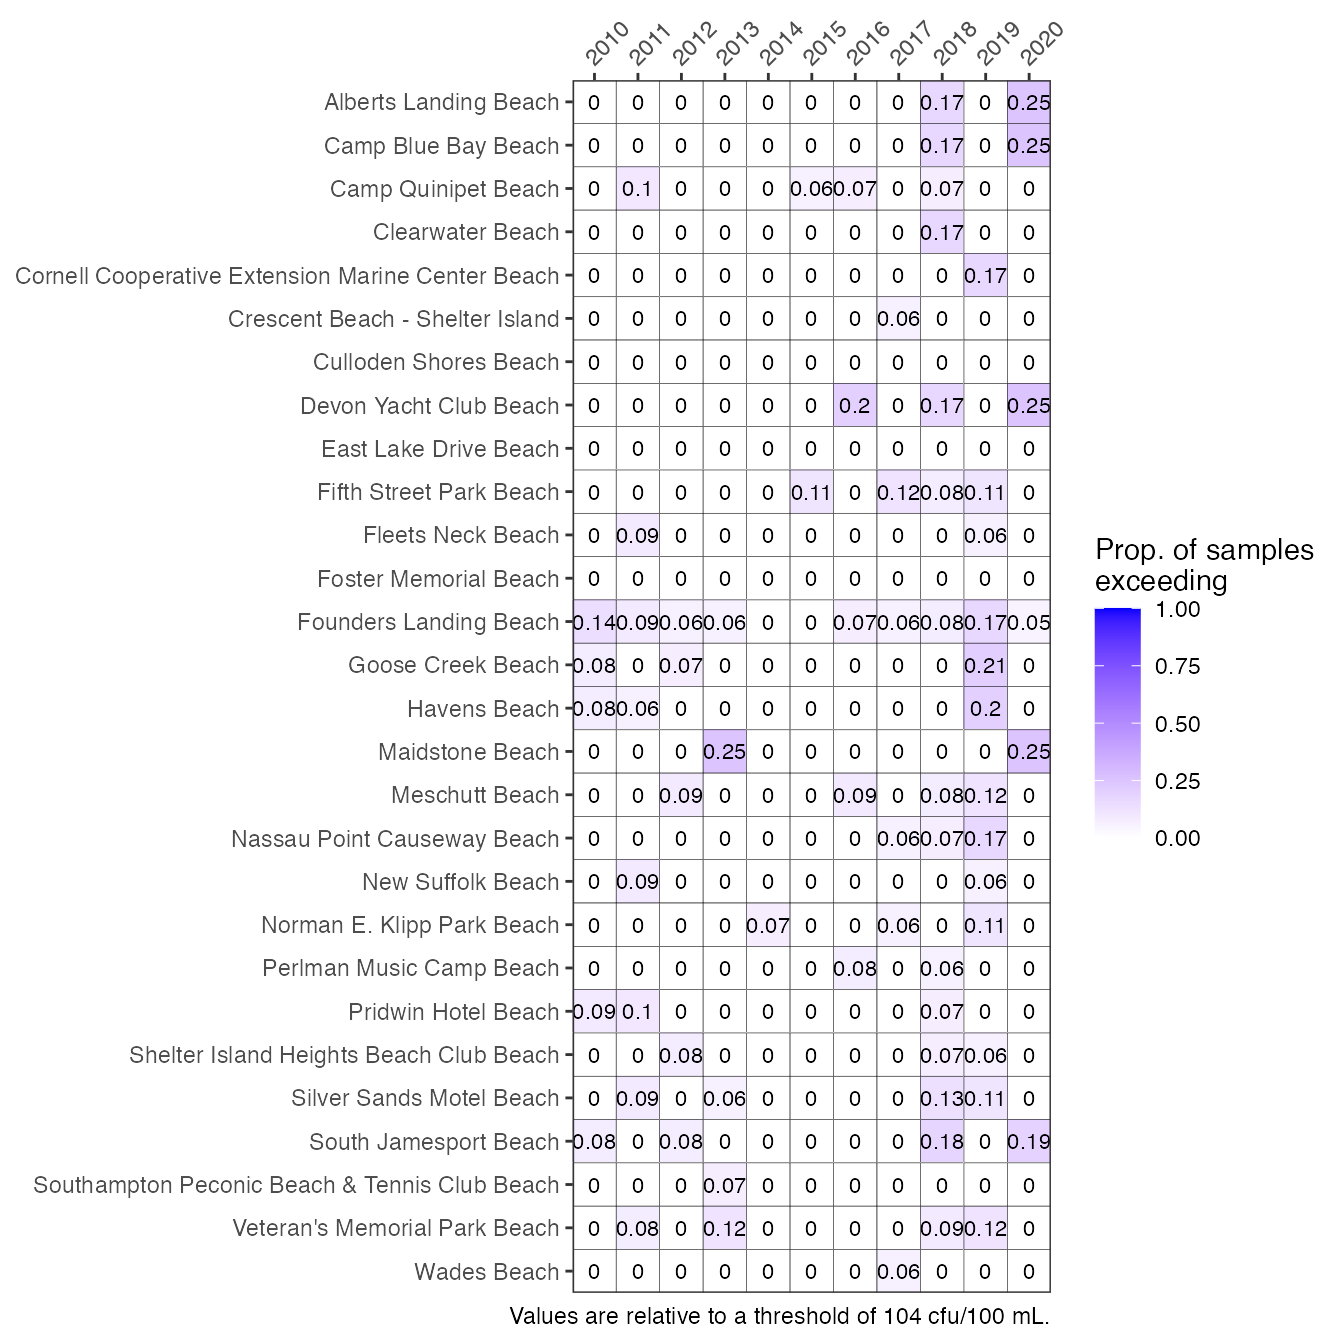 2010 2011 2012 2013 2014 2015 2016 2017 2018 2019 2020
Alberts Landing Beach 0 0 0 0 0 0 0 0 0.17 0 0.25
Camp Blue Bay Beach 0 0 0 0 0 0 0 0 0.17 0 0.25
Camp Quinipet Beach 0 0.1 0 0 0 0.06 0.07 0 0.07 0 0
Clearwater Beach 0 0 0 0 0 0 0 0 0.17 0 0
Cornell Cooperative Extension Marine Center Beach 0 0 0 0 0 0 0 0 0 0.17 0
Crescent Beach - Shelter Island 0 0 0 0 0 0 0 0.06 0 0 0
Culloden Shores Beach 0 0 0 0 0 0 0 0 0 0 0
Devon Yacht Club Beach 0 0 0 0 0 0 0.2 0 0.17 0 0.25
East Lake Drive Beach 0 0 0 0 0 0 0 0 0 0 0
Fifth Street Park Beach 0 0 0 0 0 0.11 0 0.12 0.08 0.11 0
Fleets Neck Beach 0 0.09 0 0 0 0 0 0 0 0.06 0
Foster Memorial Beach 0 0 0 0 0 0 0 0 0 0 0
Founders Landing Beach 0.14 0.09 0.06 0.06 0 0 0.07 0.06 0.08 0.17 0.05
Goose Creek Beach 0.08 0 0.07 0 0 0 0 0 0 0.21 0
Havens Beach 0.08 0.06 0 0 0 0 0 0 0 0.2 0
Maidstone Beach 0 0 0 0.25 0 0 0 0 0 0 0.25
Meschutt Beach 0 0 0.09 0 0 0 0.09 0 0.08 0.12 0
Nassau Point Causeway Beach 0 0 0 0 0 0 0 0.06 0.07 0.17 0
New Suffolk Beach 0 0.09 0 0 0 0 0 0 0 0.06 0
Norman E. Klipp Park Beach 0 0 0 0 0.07 0 0 0.06 0 0.11 0
Perlman Music Camp Beach 0 0 0 0 0 0 0.08 0 0.06 0 0
Pridwin Hotel Beach 0.09 0.1 0 0 0 0 0 0 0.07 0 0
Shelter Island Heights Beach Club Beach 0 0 0.08 0 0 0 0 0 0.07 0.06 0
Silver Sands Motel Beach 0 0.09 0 0.06 0 0 0 0 0.13 0.11 0
South Jamesport Beach 0.08 0 0.08 0 0 0 0 0 0.18 0 0.19
Southampton Peconic Beach & Tennis Club Beach 0 0 0 0.07 0 0 0 0 0 0 0
Veteran's Memorial Park Beach 0 0.08 0 0.12 0 0 0 0 0.09 0.12 0
Wades Beach 0 0 0 0 0 0 0 0.06 0 0 0
Values are relative to a threshold of 104 cfu/100 mL.
Prop. of samples
exceeding
1.00
0.75
0.50
0.25
0.00